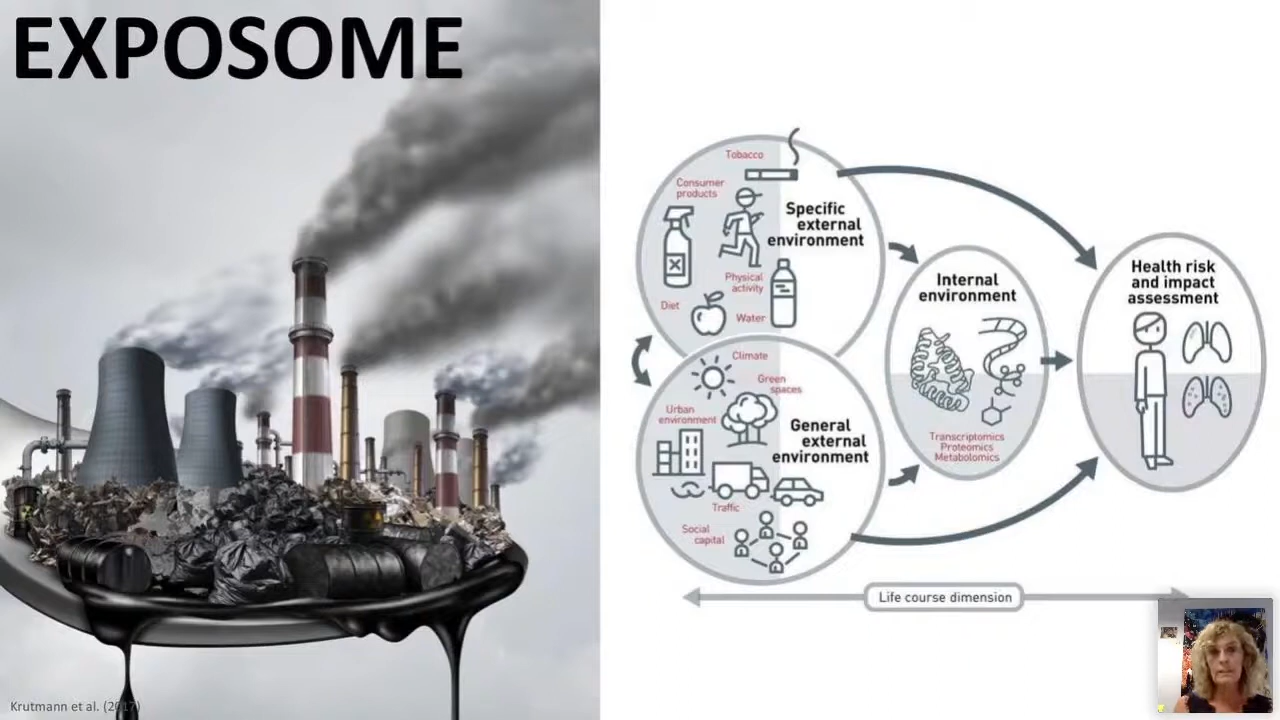 EXPOSOME
Tobacco
Consumer
products
Specific
external
environment
Physical
activity
Diet
Water
Climate
Green
spaces
Urban
environment
General
external
environment
Traffic
Social
capital
Internal
environment
Transcriptomics
Proteomics
Metabolomics
Health risk
and impact
assessment
Life course dimension
Krutmann et al. (2017)